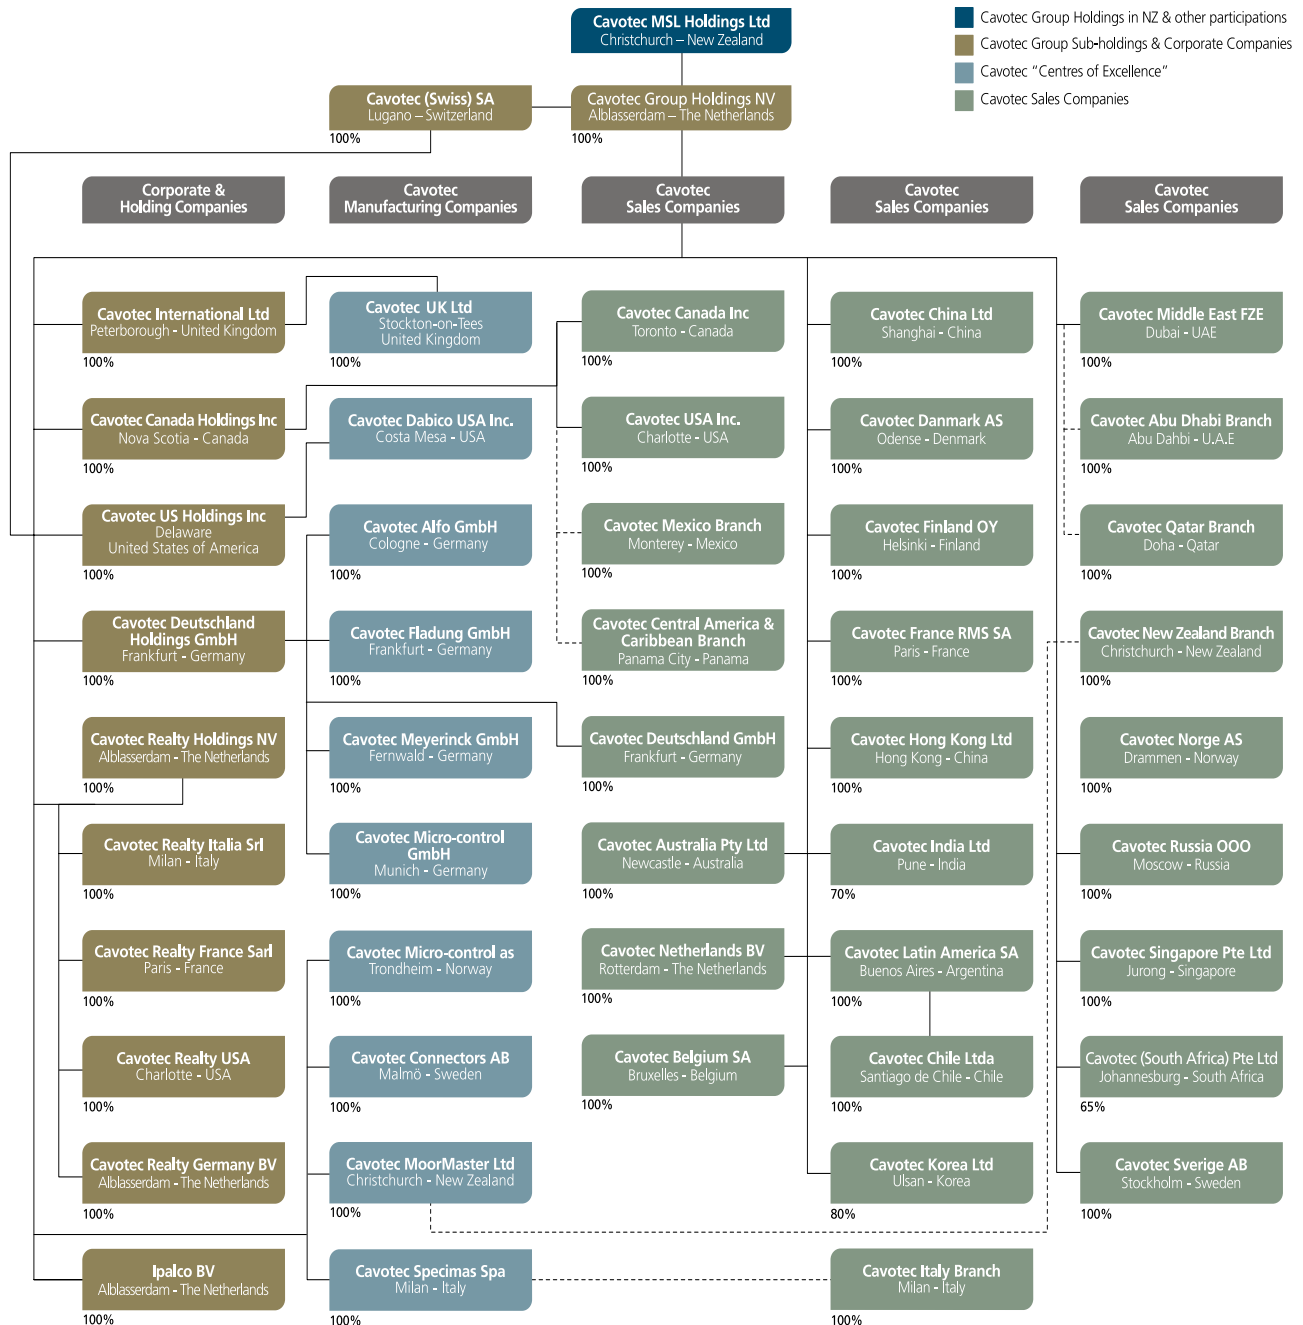 Cavotec MSL Holdings Ltd
Christchurch – New Zealand
Cavotec Group Holdings in NZ & other participations
Cavotec Group Sub-holdings & Corporate Companies
Cavotec “Centres of Excellence”
Cavotec Sales Companies
Cavotec (Swiss) SA
Lugano – Switzerland
100%
Cavotec Group Holdings NV
Alblasserdam – The Netherlands
100%
Corporate &
Holding Companies
Cavotec
Manufacturing Companies
Cavotec
Sales Companies
Cavotec
Sales Companies
Cavotec
Sales Companies
Cavotec International Ltd
Peterborough - United Kingdom
100%
Cavotec UK Ltd
Stockton-on-Tees
United Kingdom
100%
Cavotec Canada Inc
Toronto - Canada
100%
Cavotec China Ltd
Shanghai - China
100%
Cavotec Middle East FZE
Dubai - UAE
100%
Cavotec Canada Holdings Inc
Nova Scotia - Canada
100%
Cavotec Dabico USA Inc.
Costa Mesa - USA
100%
Cavotec USA Inc.
Charlotte - USA
100%
Cavotec Danmark AS
Odense - Denmark
100%
Cavotec Abu Dhabi Branch
Abu Dahbi - U.A.E
100%
Cavotec US Holdings Inc
Delaware
United States of America
100%
Cavotec Alfo GmbH
Cologne - Germany
100%
Cavotec Mexico Branch
Monterey - Mexico
100%
Cavotec Finland OY
Helsinki - Finland
100%
Cavotec Qatar Branch
Doha - Qatar
100%
Cavotec Deutschland
Holdings GmbH
Frankfurt - Germany
100%
Cavotec Fladung GmbH
Frankfurt - Germany
100%
Cavotec Central America &
Caribbean Branch
Panama City - Panama
100%
Cavotec France RMS SA
Paris - France
100%
Cavotec New Zealand Branch
Christchurch - New Zealand
100%
Cavotec Realty Holdings NV
Alblasserdam - The Netherlands
100%
Cavotec Meyerinck GmbH
Fernwald - Germany
100%
Cavotec Deutschland GmbH
Frankfurt - Germany
100%
Cavotec Hong Kong Ltd
Hong Kong - China
100%
Cavotec Norge AS
Drammen - Norway
100%
Cavotec Realty Italia Srl
Milan - Italy
100%
Cavotec Micro-control
GmbH
Munich - Germany
100%
Cavotec Australia Pty Ltd
Newcastle - Australia
100%
Cavotec India Ltd
Pune - India
70%
Cavotec Russia OOO
Moscow - Russia
100%
Cavotec Realty France Sarl
Paris - France
100%
Cavotec Micro-control as
Trondheim - Norway
100%
Cavotec Netherlands BV
Rotterdam - The Netherlands
100%
Cavotec Latin America SA
Buenos Aires - Argentina
100%
Cavotec Singapore Pte Ltd
Jurong - Singapore
100%
Cavotec Realty USA
Charlotte - USA
100%
Cavotec Connectors AB
Malmö - Sweden
100%
Cavotec Belgium SA
Bruxelles - Belgium
100%
Cavotec Chile Ltda
Santiago de Chile - Chile
100%
Cavotec (South Africa) Pte Ltd
Johannesburg - South Africa
65%
Cavotec Realty Germany BV
Alblasserdam - The Netherlands
100%
Cavotec MoorMaster Ltd
Christchurch - New Zealand
100%
Cavotec Korea Ltd
Ulsan - Korea
80%
Cavotec Sverige AB
Stockholm - Sweden
100%
Ipalco BV
Alblasserdam - The Netherlands
100%
Cavotec Specimas Spa
Milan - Italy
100%
Cavotec Italy Branch
Milan - Italy
100%